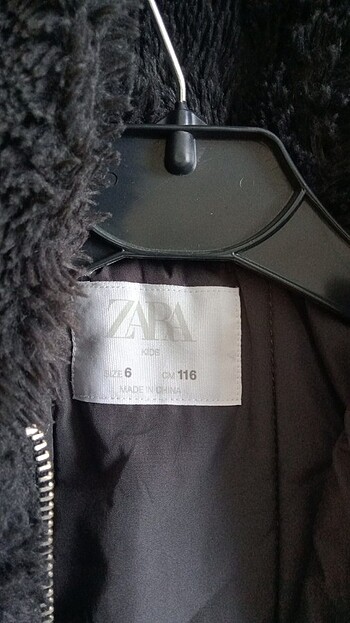 ZARA
KIDS
SIZE 6 CM 116
MADE IN CHINA